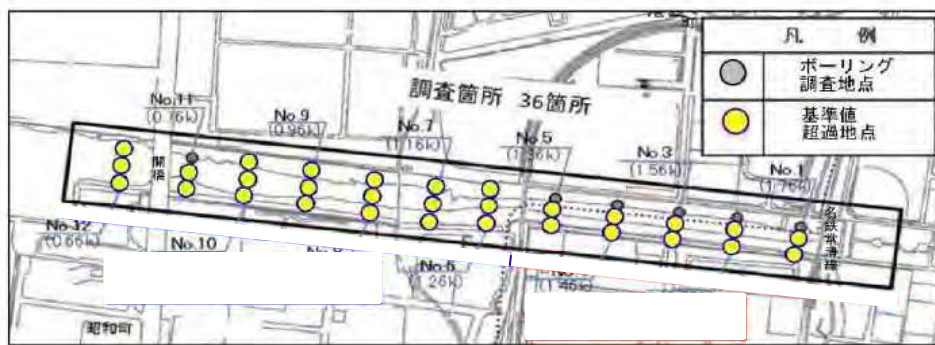 凡 例
ボーリング
調査地点
基準値
超過地点
調査箇所 36箇所
No.11
(0.76k)
No.9
(0.96k)
No.7
(1.16k)
No.5
(1.36k)
No.3
(1.56k)
No.1
(1.76k)
開橋
名鉄常滑線
No.12
(0.66k)
No.10
No.6
(1.26k)
(1.46k)
昭和町